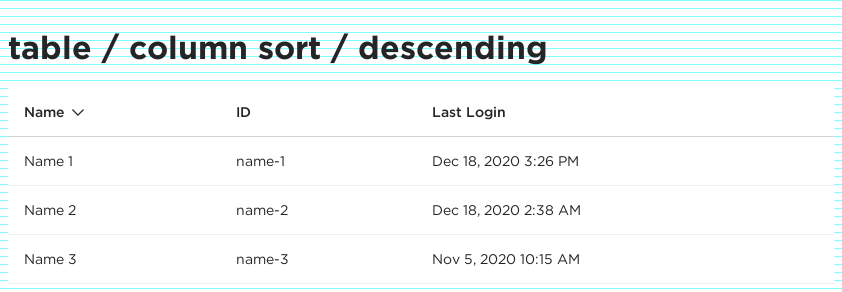 table / column sort / descending
Name ID Last Login
Name 1 name-1 Dec 18, 2020 3:26 PM
Name 2 name-2 Dec 18, 2020 2:38 AM
Name 3 name-3 Nov 5, 2020 10:15 AM